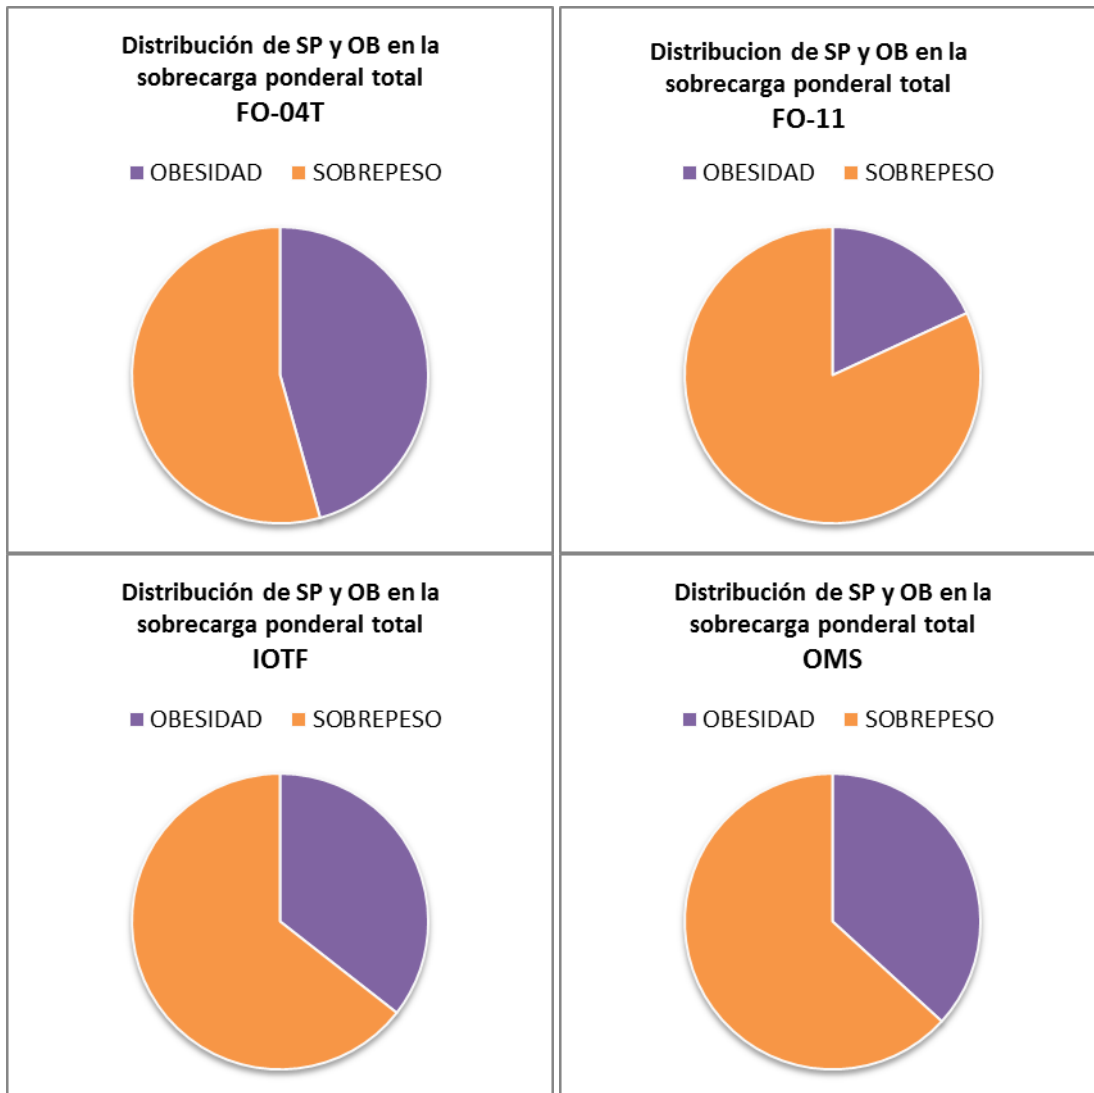 Distribución de SP y OB en la
sobrecarga ponderal total
FO-04T
OBESIDAD SOBREPESO
Distribucion de SP y OB en la
sobrecarga ponderal total
FO-11
OBESIDAD SOBREPESO
Distribución de SP y OB en la
sobrecarga ponderal total
IOTF
OBESIDAD SOBREPESO
Distribución de SP y OB en la
sobrecarga ponderal total
OMS
OBESIDAD SOBREPESO